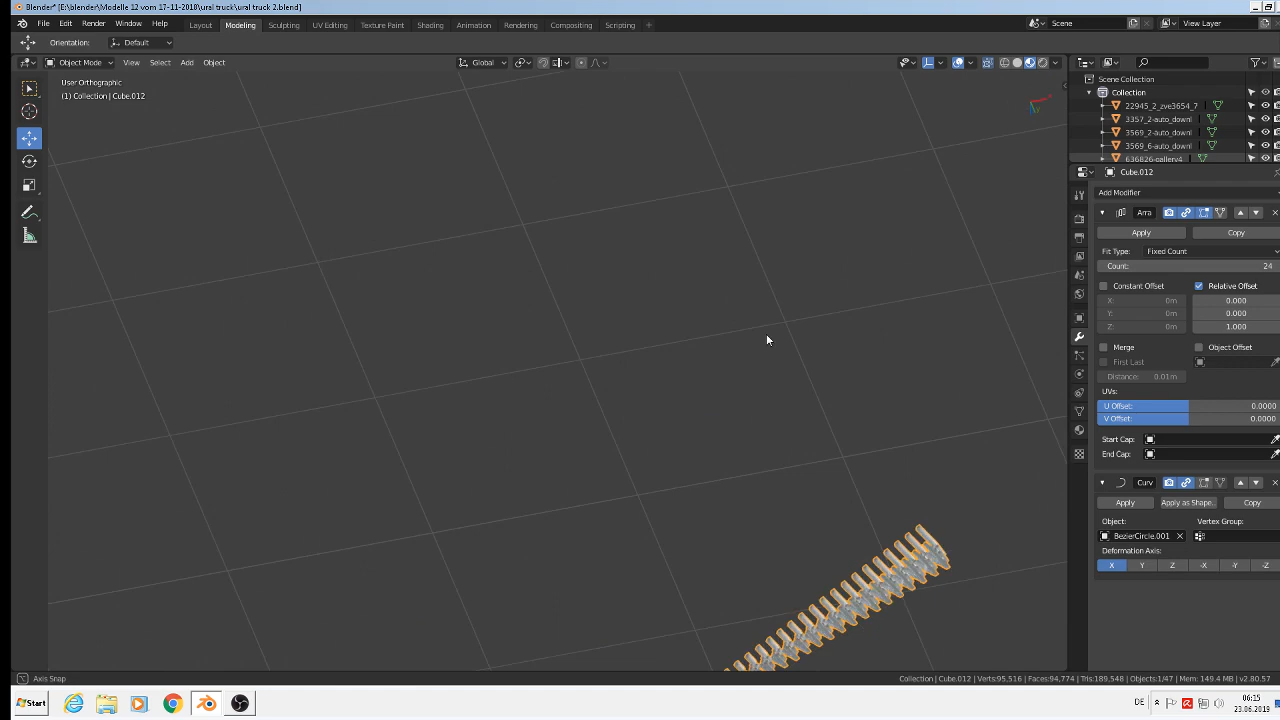 Blender* [E:\blender\Modelle 12 vom 17-11-2018\ural truck\ural truck 2.blend]
File Edit Render Window Help Layout Modeling Sculpting UV Editing Texture Paint Shading Animation Rendering Compositing Scripting + Scene View Layer
Orientation: Default
Object Mode View Select Add Object Global
User Orthographic
(1) Collection | Cube.012
Scene Collection
Collection
22945_2_zve3654_7
3357_2-auto_downl
3569_2-auto_downl
3569_6-auto_downl
636826-gallery4
Cube.012
Add Modifier
Arra
Apply Copy
Fit Type: Fixed Count
Count: 24
Constant Offset Relative Offset
X: 0m 0.000
Y: 0m 0.000
Z: 0m 1.000
Merge Object Offset
First Last
Distance: 0.01m
UVs:
U Offset: 0.0000
V Offset: 0.0000
Start Cap:
End Cap:
Curv
Apply Apply as Shape.. Copy
Object: Vertex Group:
BezierCircle.001
Deformation Axis:
X Y Z -X -Y -Z
Axis Snap
Collection | Cube.012 | Verts:95,516 | Faces:94,774 | Tris:189,548 | Objects:1/47 | Mem: 149.4 MB | v2.80.57
Start DE 06:15
23.06.2019